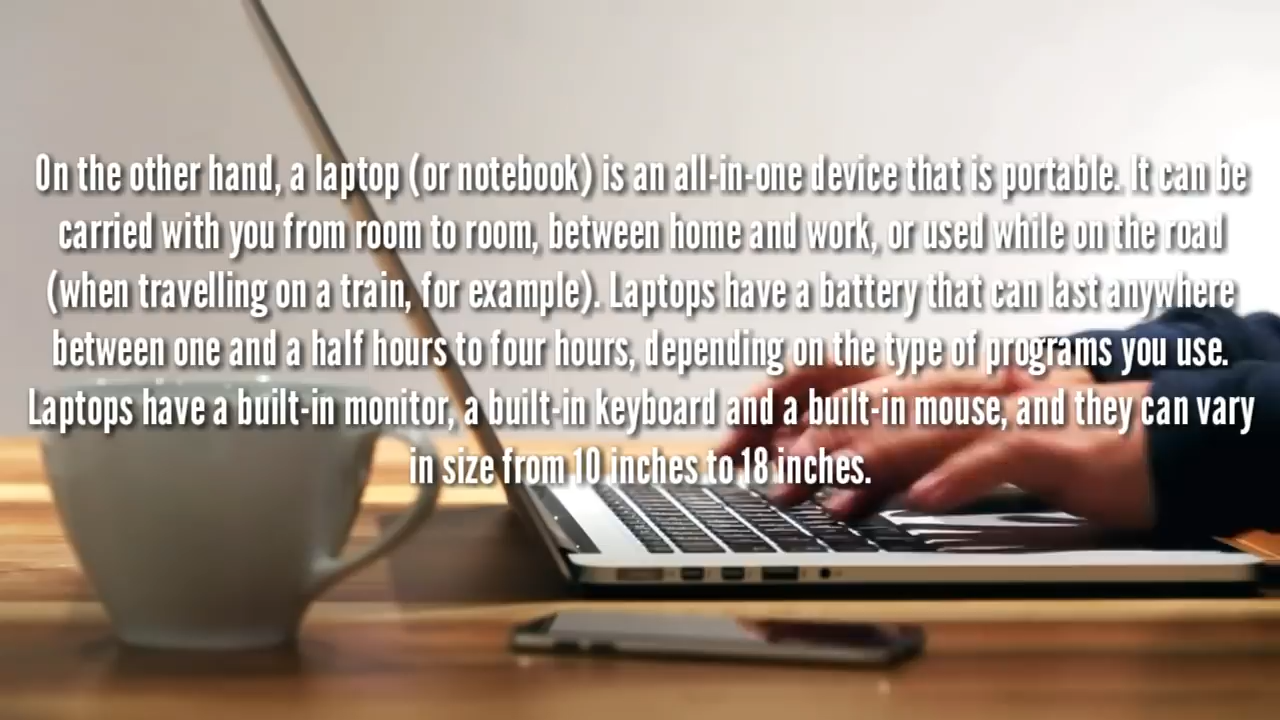 On the other hand, a laptop (or notebook) is an all-in-one device that is portable. It can be
carried with you from room to room, between home and work, or used while on the road
(when travelling on a train, for example). Laptops have a battery that can last anywhere
between one and a half hours to four hours, depending on the type of programs you use.
Laptops have a built-in monitor, a built-in keyboard and a built-in mouse, and they can vary
in size from 10 inches to 18 inches.